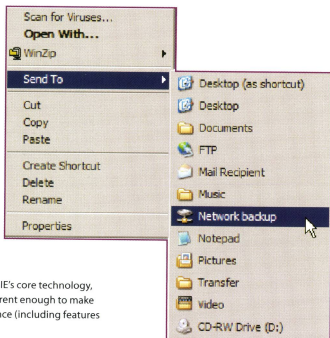 Scan for Viruses...
Open With...
WinZip
Send To
Cut
Copy
Paste
Create Shortcut
Delete
Rename
Properties
Desktop (as shortcut)
Desktop
Documents
FTP
Mail Recipient
Music
Network backup
Notepad
Pictures
Transfer
Video
CD-RW Drive (D:)
IE's core technology,
rent enough to make
ce (including features